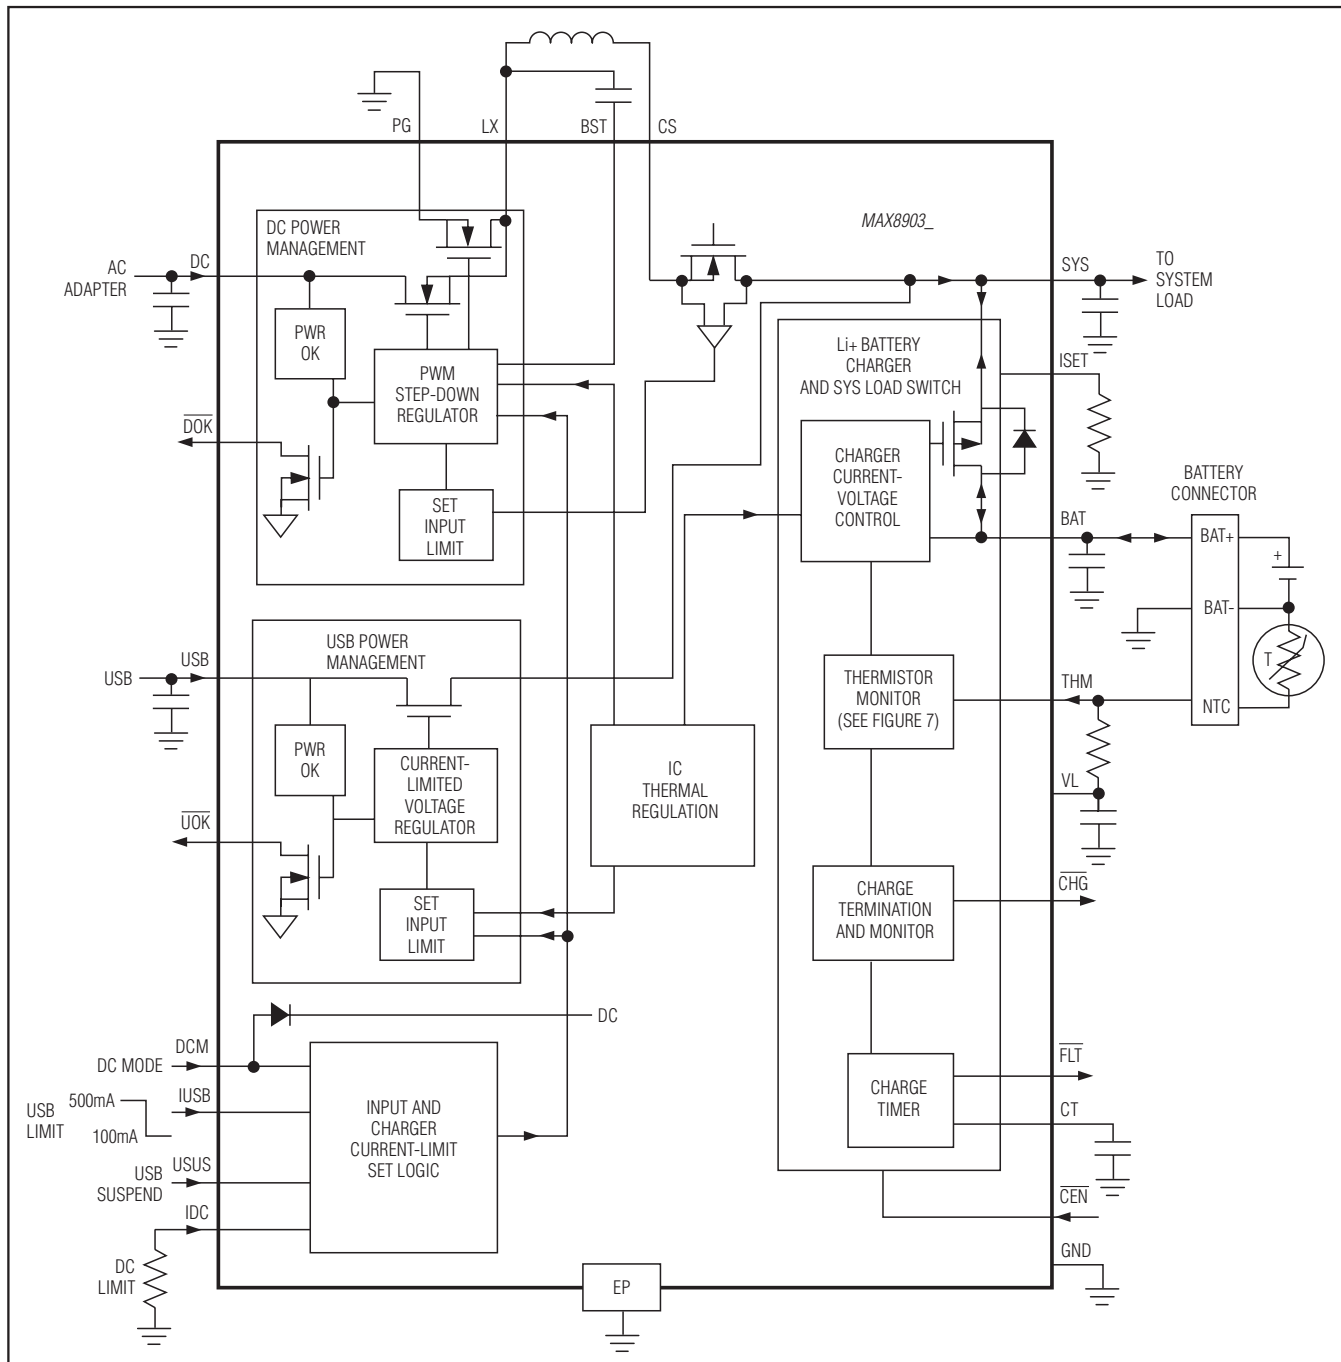 PG
LX
BST
CS
MAX8903_
DC POWER
MANAGEMENT
AC
ADAPTER
DC
PWR
OK
PWM
STEP-DOWN
REGULATOR
DOK
SET
INPUT
LIMIT
SYS
TO
SYSTEM
LOAD
Li+ BATTERY
CHARGER
AND SYS LOAD SWITCH
ISET
CHARGER
CURRENT-
VOLTAGE
CONTROL
BATTERY
CONNECTOR
BAT
BAT+
+
BAT-
T
NTC
USB POWER
MANAGEMENT
USB
USB
PWR
OK
CURRENT-
LIMITED
VOLTAGE
REGULATOR
UOK
SET
INPUT
LIMIT
IC
THERMAL
REGULATION
THERMISTOR
MONITOR
(SEE FIGURE 7)
THM
VL
CHARGE
TERMINATION
AND MONITOR
CHG
DC
DCM
DC MODE
USB
LIMIT
500mA
100mA
IUSB
USUS
USB
SUSPEND
IDC
DC
LIMIT
INPUT AND
CHARGER
CURRENT-LIMIT
SET LOGIC
CHARGE
TIMER
FLT
CT
CEN
GND
EP